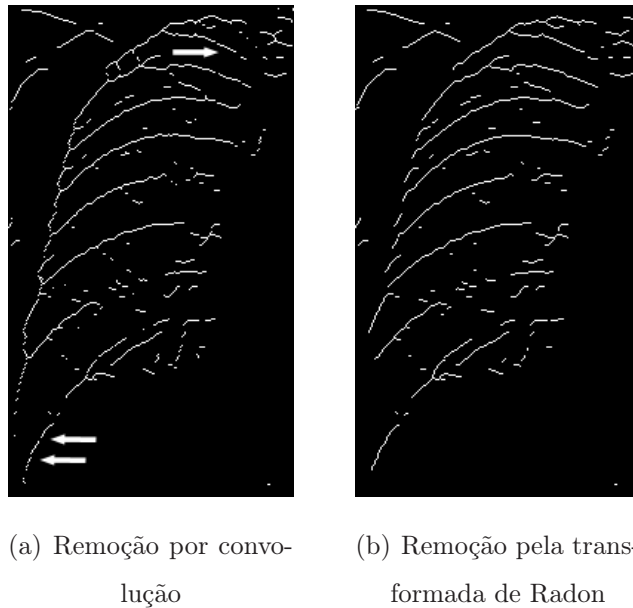 (a) Remoção por convo-
lução
(b) Remoção pela trans-
formada de Radon